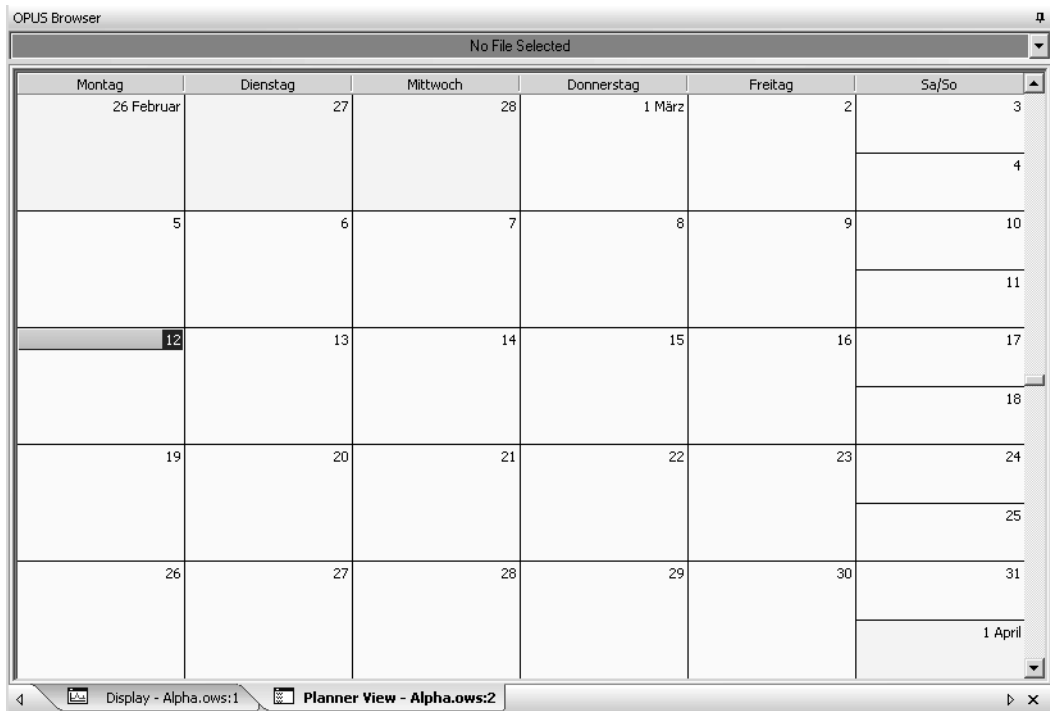 OPUS Browser
No File Selected
Montag Dienstag Mittwoch Donnerstag Freitag Sa/So
26 Februar 27 28 1 März 2 3
4
5 6 7 8 9 10
11
12 13 14 15 16 17
18
19 20 21 22 23 24
25
26 27 28 29 30 31
1 April
Display - Alpha.ows:1 Planner View - Alpha.ows:2